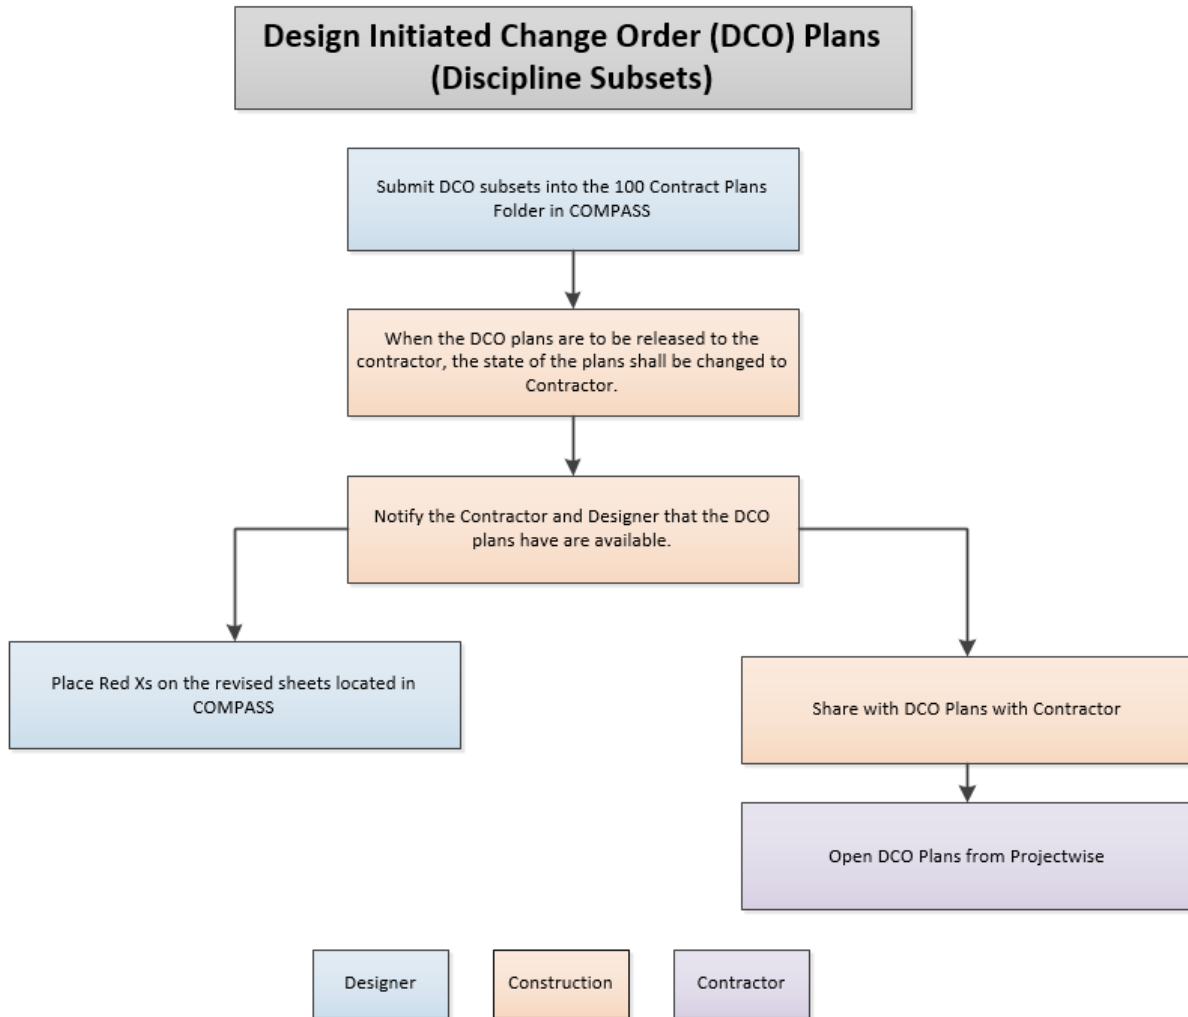 Design Initiated Change Order (DCO) Plans
(Discipline Subsets)
Submit DCO subsets into the 100 Contract Plans
Folder in COMPASS
When the DCO plans are to be released to the
contractor, the state of the plans shall be changed to
Contractor.
Notify the Contractor and Designer that the DCO
plans have are available.
Place Red Xs on the revised sheets located in
COMPASS
Share with DCO Plans with Contractor
Open DCO Plans from Projectwise
Designer
Construction
Contractor